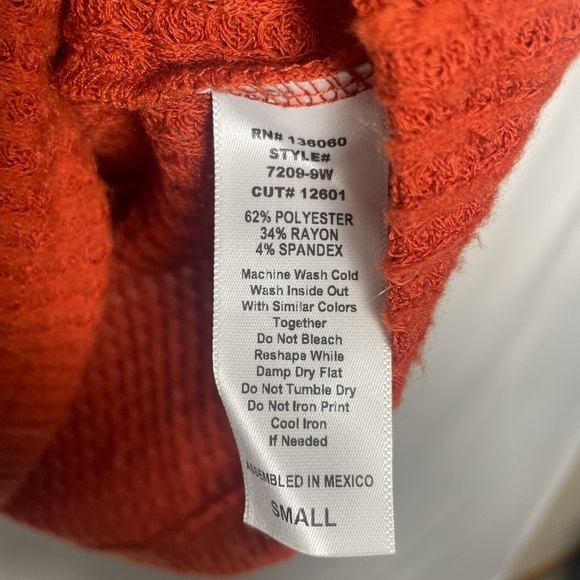 RN# 136060
STYLE#
7209-9W
CUT# 12601
62% POLYESTER
34% RAYON
4% SPANDEX
Machine Wash Cold
Wash Inside Out
With Similar Colors
Together
Do Not Bleach
Reshape While
Damp Dry Flat
Do Not Tumble Dry
Do Not Iron Print
Cool Iron
If Needed
ASSEMBLED IN MEXICO
SMALL